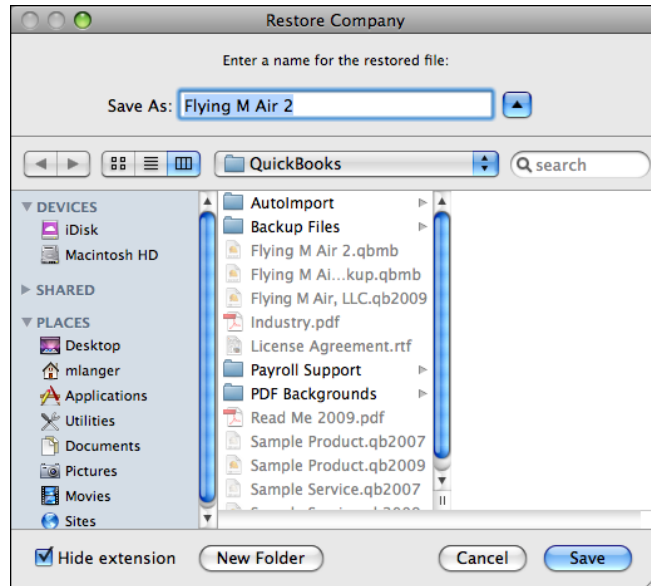 Restore Company
Enter a name for the restored file:
Save As: Flying M Air 2
QuickBooks
search
DEVICES
iDisk
Macintosh HD
SHARED
PLACES
Desktop
mlanger
Applications
Utilities
Documents
Pictures
Movies
Sites
AutoImport
Backup Files
Flying M Air 2.qbmb
Flying M Ai...kup.qbmb
Flying M Air, LLC.qb2009
Industry.pdf
License Agreement.rtf
Payroll Support
PDF Backgrounds
Read Me 2009.pdf
Sample Product.qb2007
Sample Product.qb2009
Sample Service.qb2007
Hide extension
New Folder
Cancel
Save